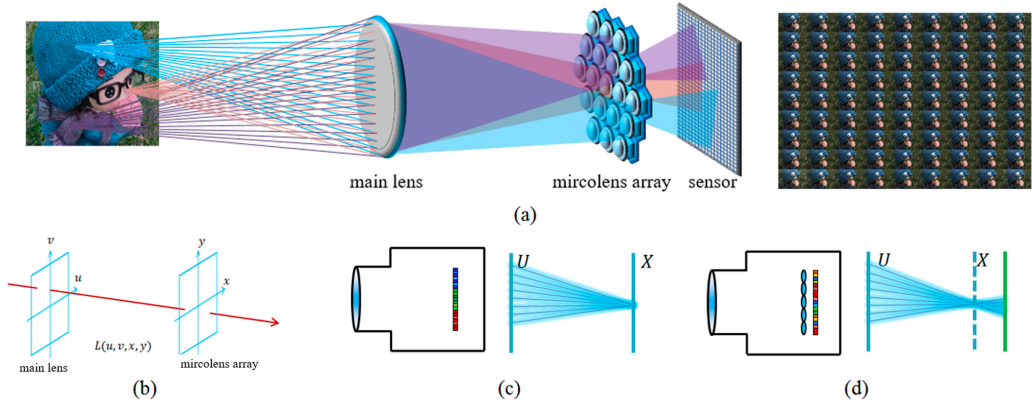 main lens
mircolens array
sensor
(a)
v
u
y
x
L(u,v,x,y)
main lens
mircolens array
(b)
U
X
(c)
U
X
(d)